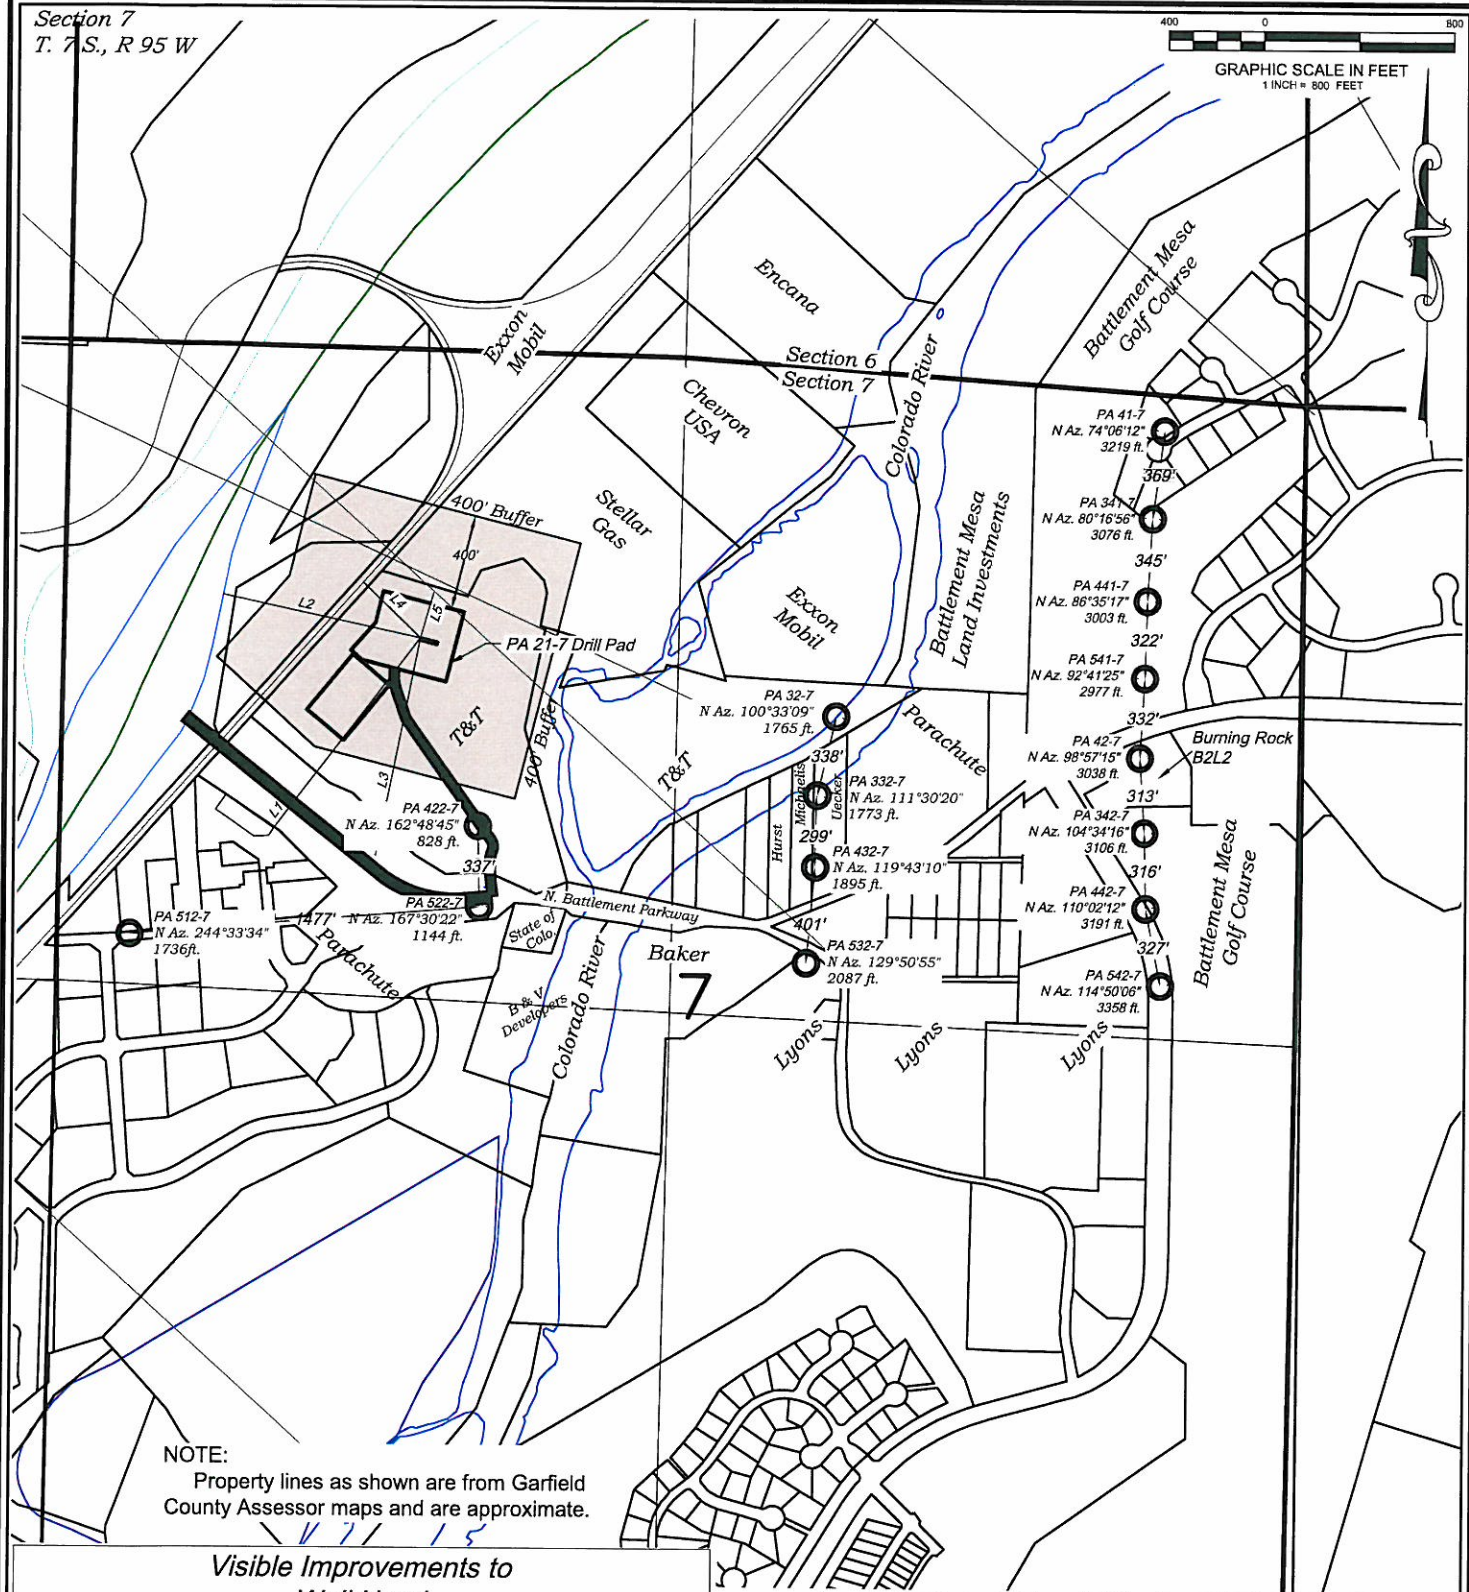 Section 7
T. 7 S., R 95 W
400
0
800
GRAPHIC SCALE IN FEET
1 INCH = 800 FEET
Encana
Battlement Mesa
Golf Course
Exxon
Mobil
Section 6
Section 7
Colorado River
Chevron
USA
PA 41-7
N Az. 74°06'12"
3219 ft.
369'
Stellar
Gas
400' Buffer
400'
PA 341-7
N Az. 80°16'56"
3076 ft.
345'
Battlement Mesa
Land Investments
Exxon
Mobil
L2
L4
L5
PA 441-7
N Az. 86°35'17"
3003 ft.
322'
PA 21-7 Drill Pad
PA 541-7
N Az. 92°41'25"
2977 ft.
332'
PA 32-7
N Az. 100°33'09"
1765 ft.
338'
T&T
400' Buffer
T&T
Parachute
PA 42-7
N Az. 98°57'15"
3038 ft.
313'
Burning Rock
B2L2
L1
L3
Hurst
Michaelis
Uecker
PA 332-7
N Az. 111°30'20"
1773 ft.
299'
PA 422-7
N Az. 162°48'45"
828 ft.
337'
PA 342-7
N Az. 104°34'16"
3106 ft.
316'
PA 432-7
N Az. 119°43'10"
1895 ft.
401'
Battlement Mesa
Golf Course
PA 442-7
N Az. 110°02'12"
3191 ft.
327'
PA 512-7
N Az. 244°33'34"
1736ft.
1477'
PA 522-7
N Az. 167°30'22"
1144 ft.
N. Battlement Parkway
State of
Colo.
Parachute
Baker
7
PA 532-7
N Az. 129°50'55"
2087 ft.
PA 542-7
N Az. 114°50'06"
3358 ft.
B & V
Developers
Colorado River
Lyons
Lyons
Lyons
NOTE:
Property lines as shown are from Garfield
County Assessor maps and are approximate.
Visible Improvements to